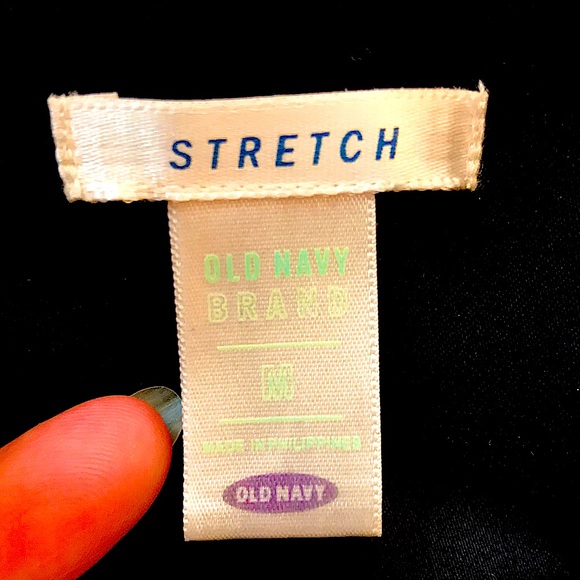 STRETCH
OLD NAVY
BRAND
M
MADE IN PHILIPPINES
OLD NAVY